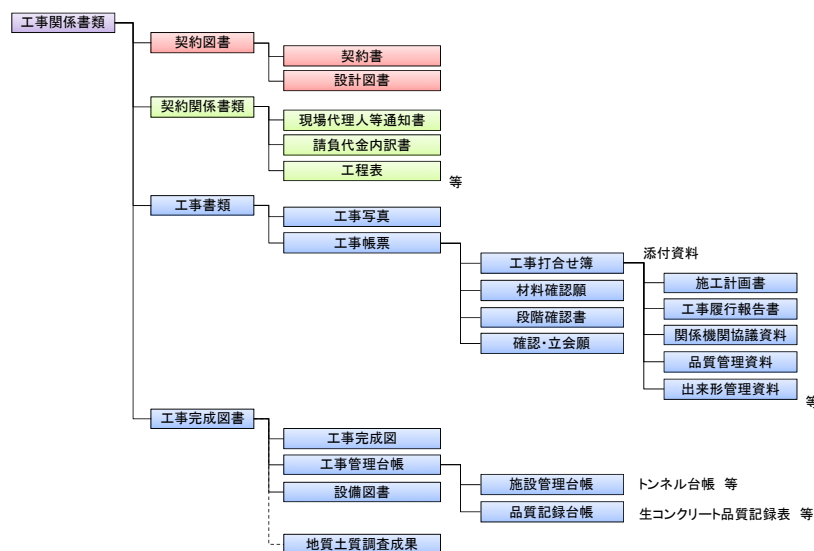 工事関係書類
契約図書
契約書
設計図書
契約関係書類
現場代理人等通知書
請負代金内訳書
工程表
等
工事書類
工事写真
工事帳票
工事打合せ簿
添付資料
施工計画書
材料確認願
工事履行報告書
段階確認書
関係機関協議資料
確認・立会願
品質管理資料
出来形管理資料
等
工事完成図書
工事完成図
工事管理台帳
設備図書
施設管理台帳
トンネル台帳 等
品質記録台帳
生コンクリート品質記録表 等
地質土質調査成果